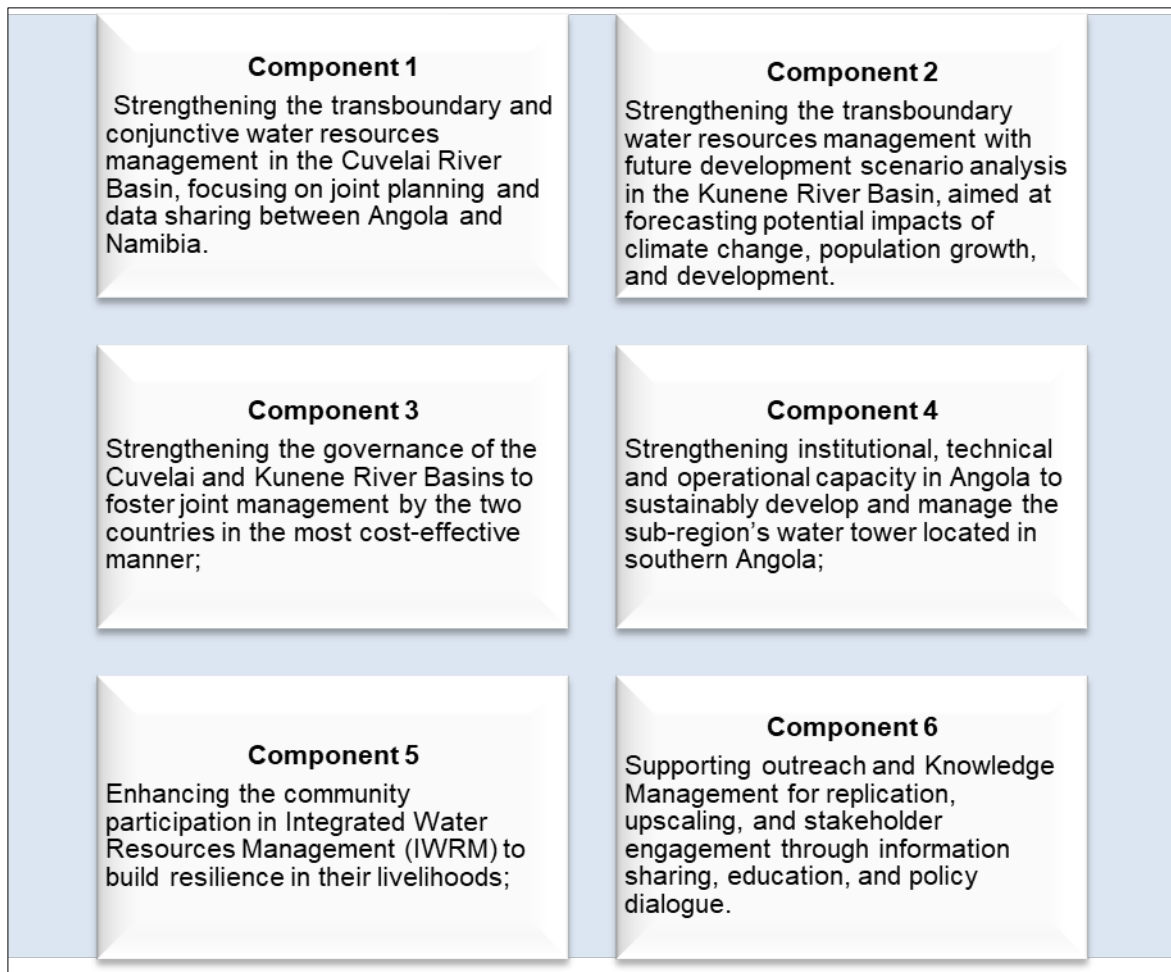 Component 1
Strengthening the transboundary and
conjunctive water resources
management in the Cuvelai River
Basin, focusing on joint planning and
data sharing between Angola and
Namibia.
Component 2
Strengthening the transboundary
water resources management with
future development scenario analysis
in the Kunene River Basin, aimed at
forecasting potential impacts of
climate change, population growth,
and development.
Component 3
Strengthening the governance of the
Cuvelai and Kunene River Basins to
foster joint management by the two
countries in the most cost-effective
manner;
Component 4
Strengthening institutional, technical
and operational capacity in Angola to
sustainably develop and manage the
sub-region’s water tower located in
southern Angola;
Component 5
Enhancing the community
participation in Integrated Water
Resources Management (IWRM) to
build resilience in their livelihoods;
Component 6
Supporting outreach and Knowledge
Management for replication,
upscaling, and stakeholder
engagement through information
sharing, education, and policy
dialogue.